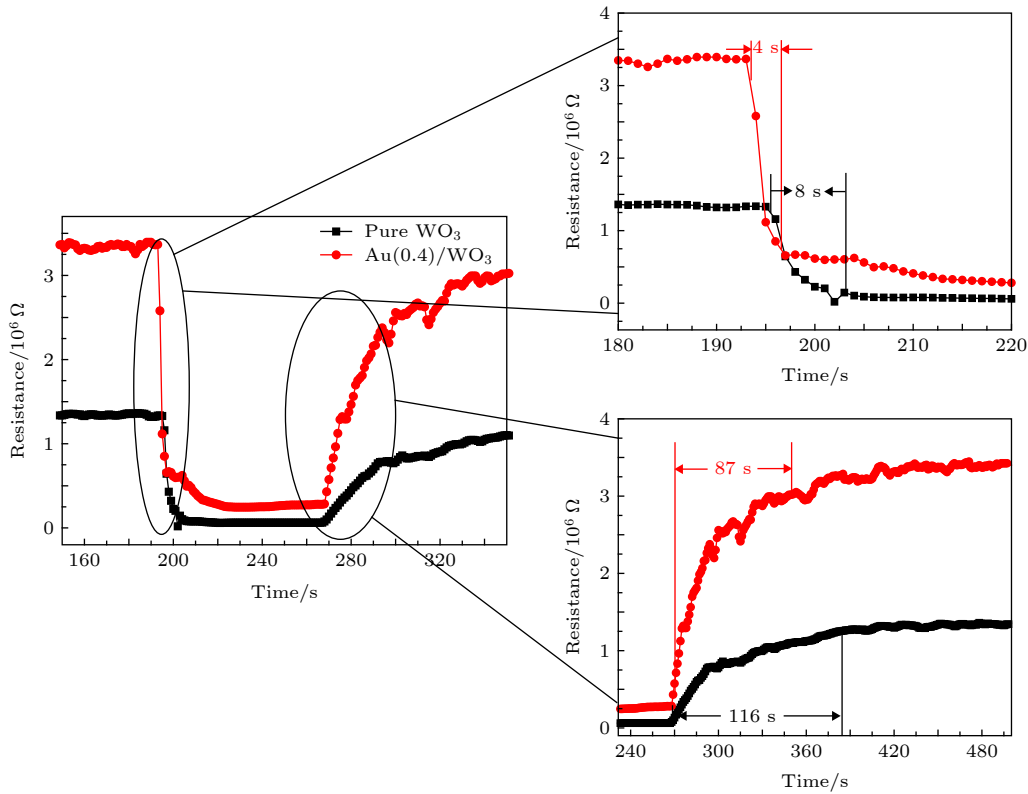 Pure WO₃
Au(0.4)/WO₃
Resistance/10⁶ Ω
3
2
1
0
160 200 240 280 320
Time/s
4 s
8 s
Resistance/10⁶ Ω
4
3
2
1
0
180 190 200 210 220
Time/s
87 s
116 s
Resistance/10⁶ Ω
4
3
2
1
0
240 300 360 420 480
Time/s